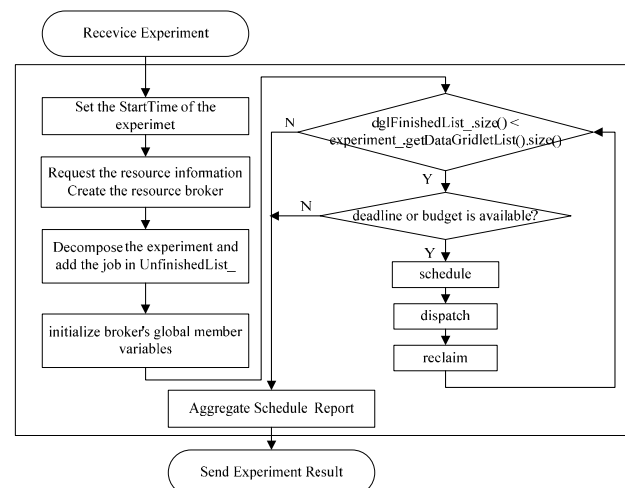 Recevice Experiment
Set the StartTime of the
experimet
Request the resource information
Create the resource broker
Decompose the experiment and
add the job in UnfinishedList_
initialize broker's global member
variables
dglFinishedList_.size() <
experiment_.getDataGridletList().size()
N
Y
deadline or budget is available?
N
Y
schedule
dispatch
reclaim
Aggregate Schedule Report
Send Experiment Result